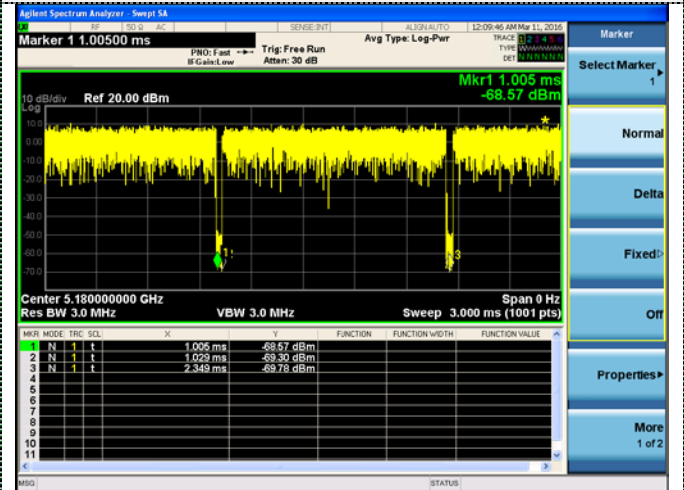 Agilent Spectrum Analyzer - Swept SA
RF 50 Ω AC SENSE:INT ALIGNAUTO 12:09:46 AM Mar 11, 2016
Marker 1 1.00500 ms
PNO: Fast Trig: Free Run
IFGain:Low Atten: 30 dB
Avg Type: Log-Pwr
TRACE 1 2 3 4 5 6
TYPE W
DET N N N N N N
Mkr1 1.005 ms
-68.57 dBm
10 dB/div Ref 20.00 dBm
Log
10.0
0.00
-10.0
-20.0
-30.0
-40.0
-50.0
-60.0
-70.0
3
Center 5.180000000 GHz Span 0 Hz
Res BW 3.0 MHz VBW 3.0 MHz Sweep 3.000 ms (1001 pts)
MKR MODE TRC SCL X Y FUNCTION FUNCTION WIDTH FUNCTION VALUE
1 N 1 t 1.005 ms -68.57 dBm
2 N 1 t 1.029 ms -69.30 dBm
3 N 1 t 2.349 ms -69.78 dBm
4
5
6
7
8
9
10
11
MSG STATUS
Marker
Select Marker
1
Normal
Delta
Fixed
Off
Properties
More
1 of 2